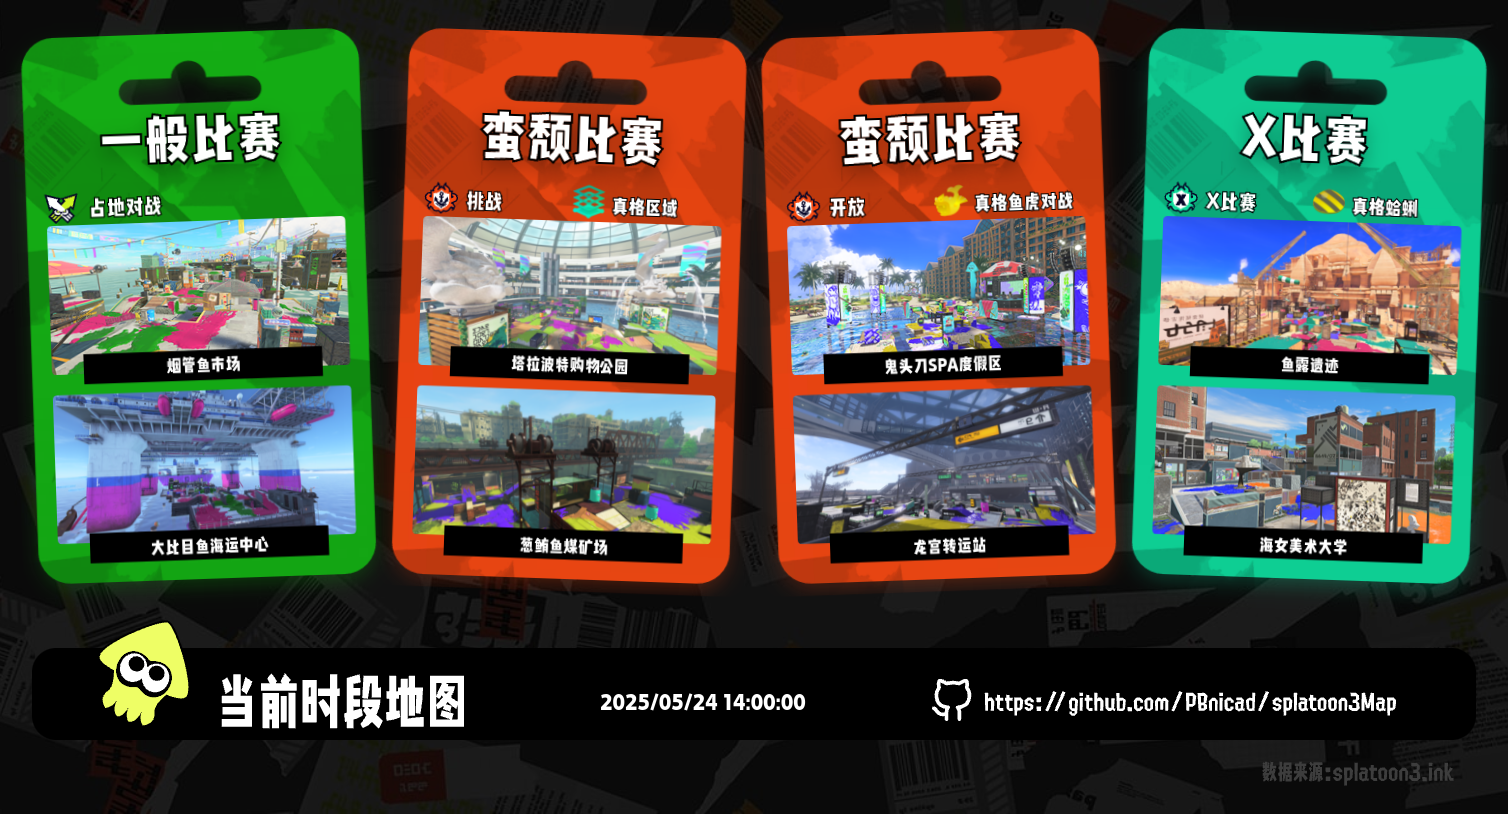 一般比赛
占地对战
烟管鱼市场
大比目鱼海运中心
蛮颓比赛
挑战
真格区域
塔拉波特购物公园
葱鲔鱼煤矿场
蛮颓比赛
开放
真格鱼虎对战
鬼头刀SPA度假区
龙宫转运站
X比赛
X比赛
真格蛤蜊
鱼露遗迹
海女美术大学
当前时段地图
2025/05/24 14:00:00
https://github.com/PBnicad/splatoon3Map
数据来源:splatoon3.ink